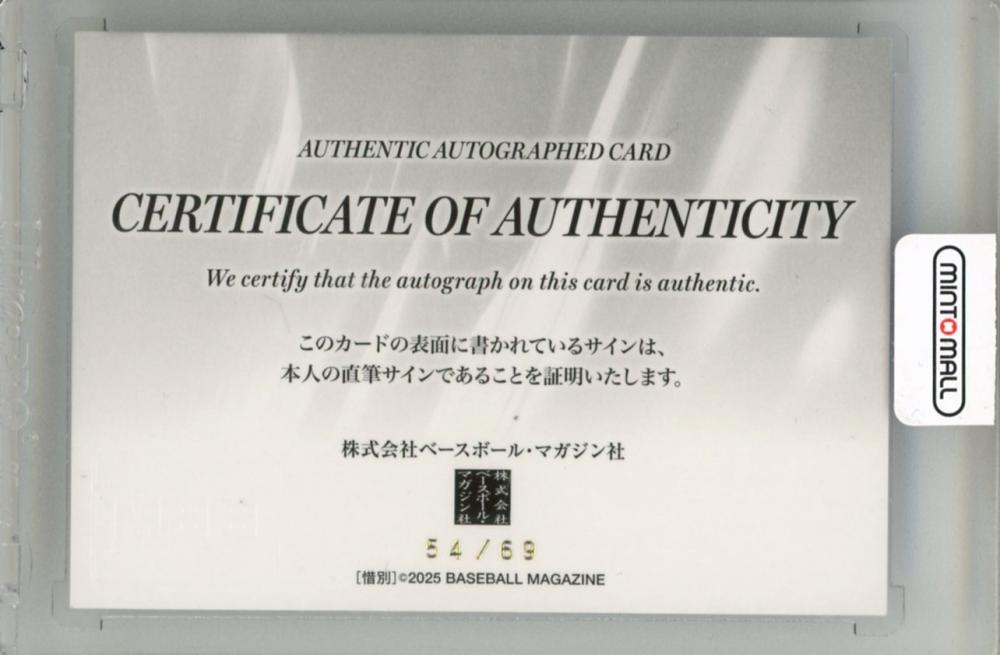 AUTHENTIC AUTOGRAPHED CARD
CERTIFICATE OF AUTHENTICITY
We certify that the autograph on this card is authentic.
このカードの表面に書かれているサインは、
本人の直筆サインであることを証明いたします。
株式会社ベースボール・マガジン社
株式会社
ベースボール・
マガジン社
54/69
[惜別]©2025 BASEBALL MAGAZINE
MINTOMALL